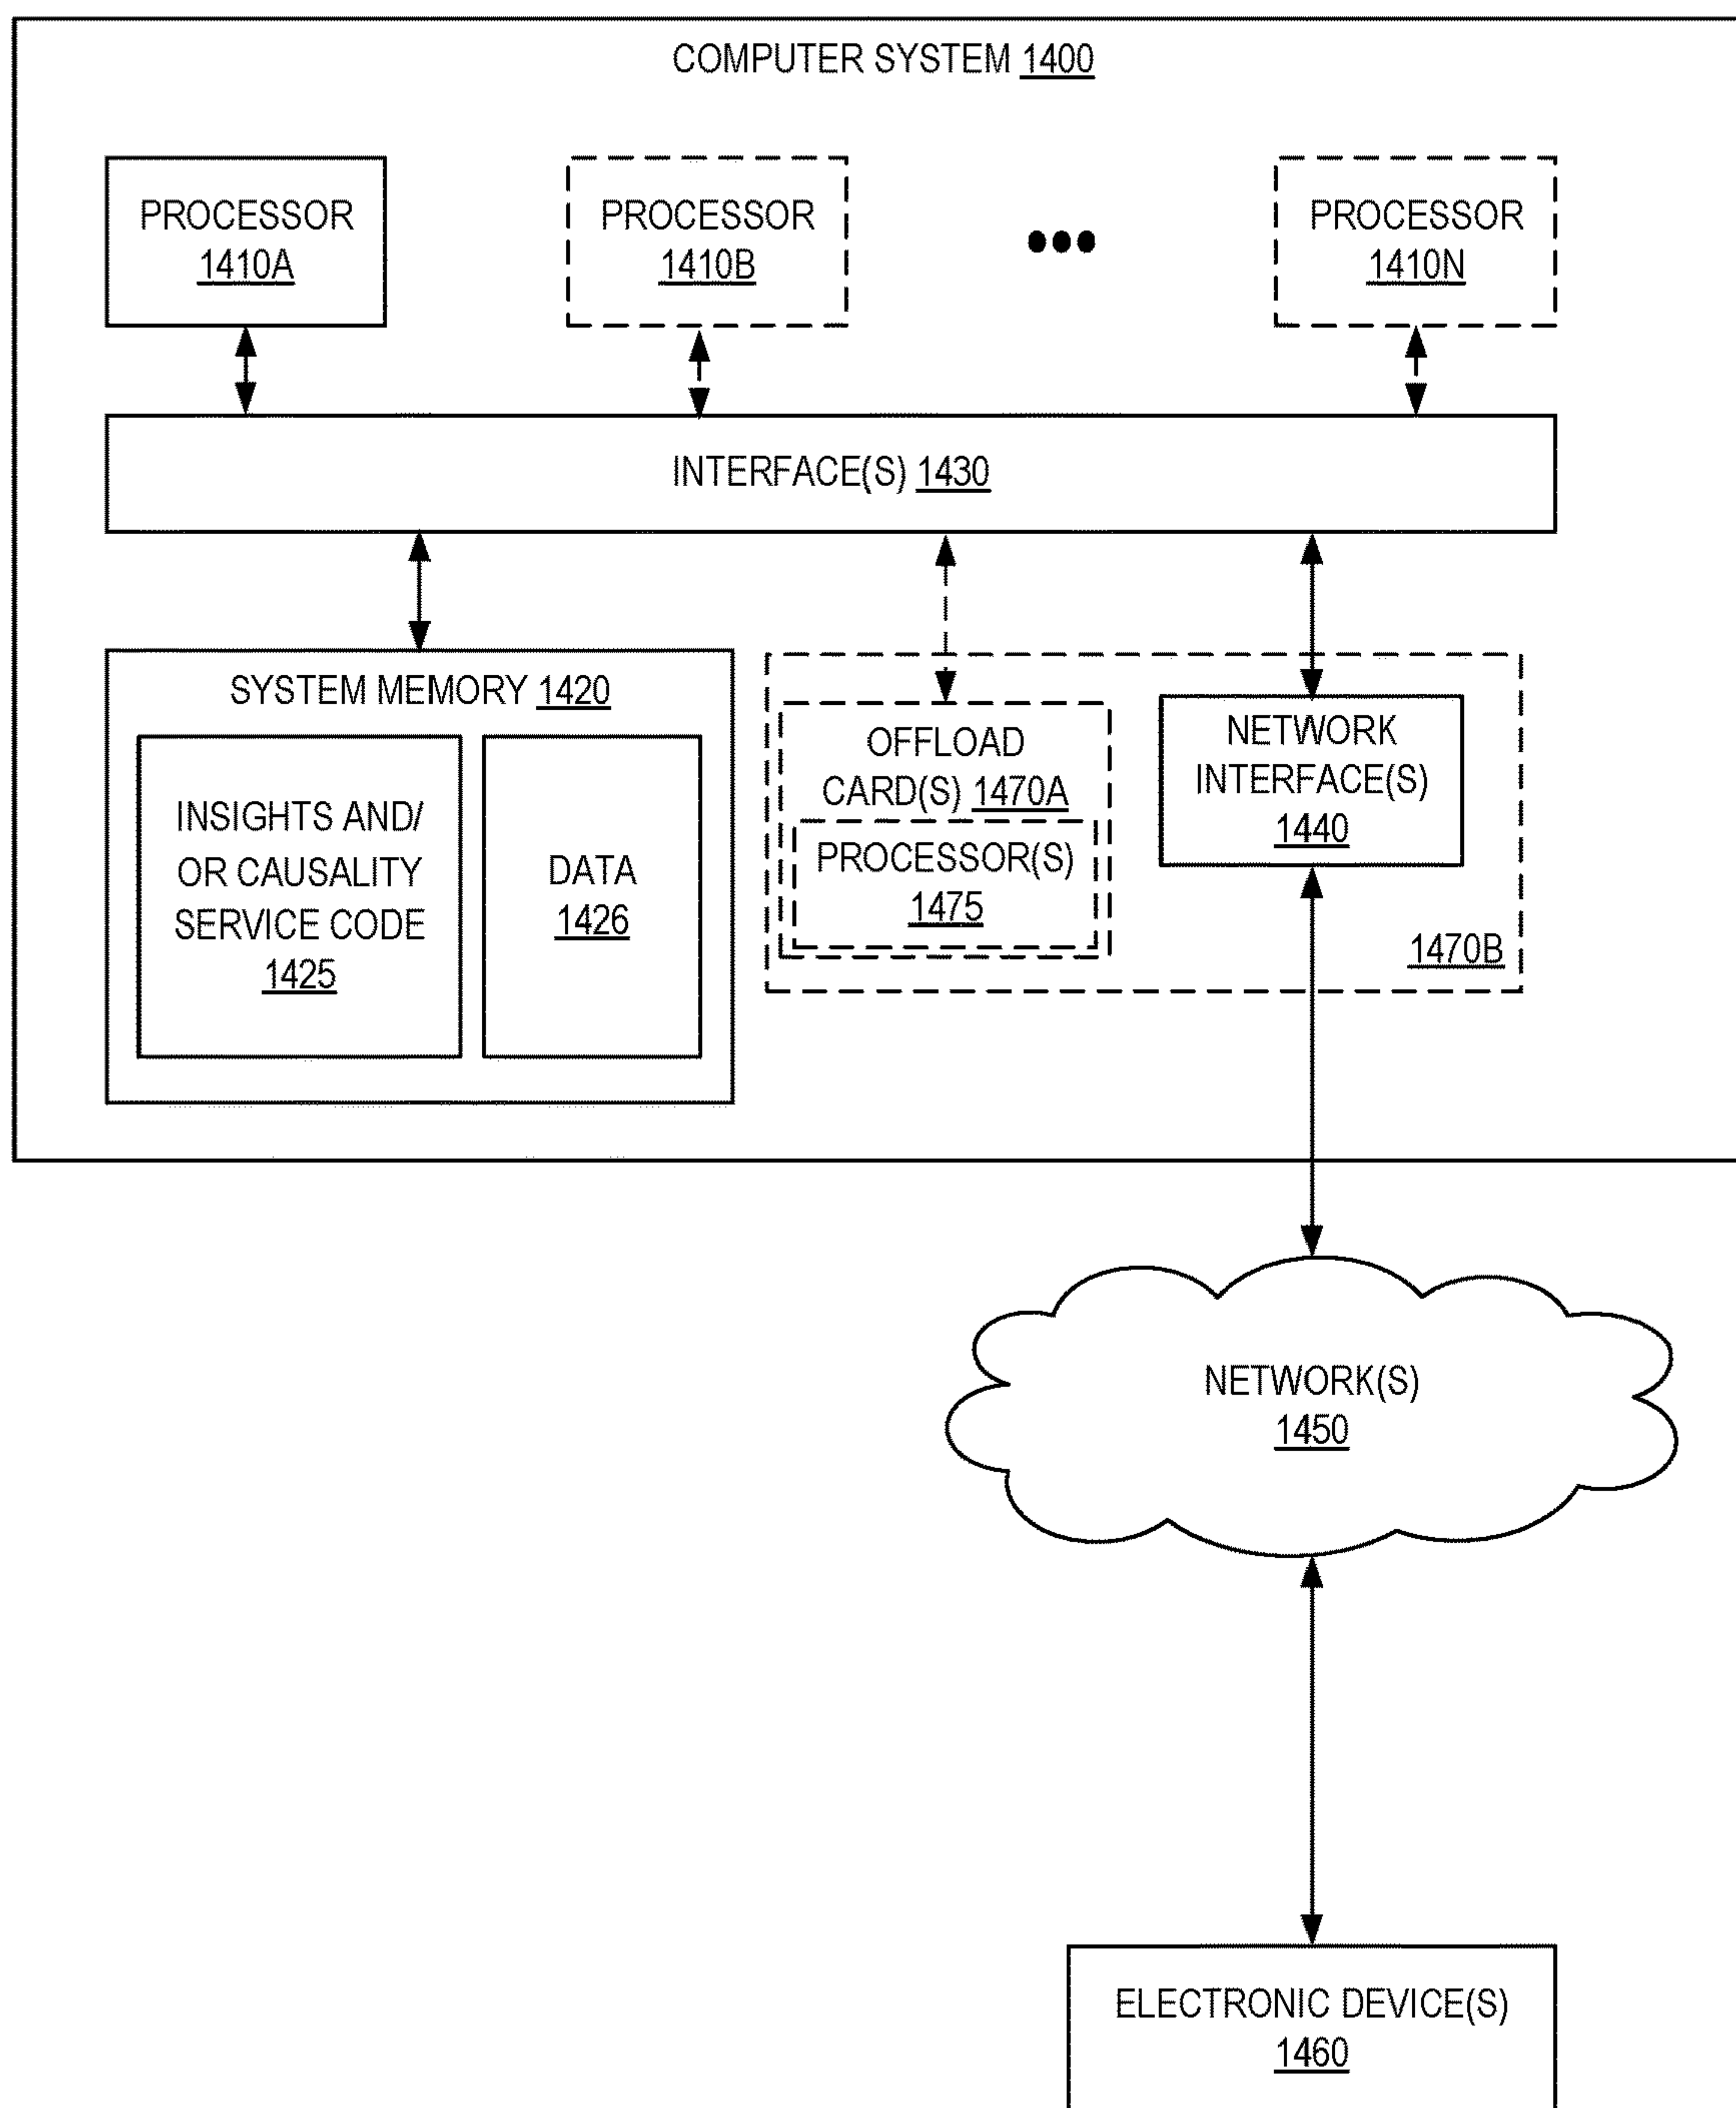 COMPUTER SYSTEM 1400
PROCESSOR
1410A
PROCESSOR
1410B
PROCESSOR
1410N
INTERFACE(S) 1430
SYSTEM MEMORY 1420
INSIGHTS AND/
OR CAUSALITY
SERVICE CODE
1425
DATA
1426
OFFLOAD
CARD(S) 1470A
PROCESSOR(S)
1475
NETWORK
INTERFACE(S)
1440
1470B
NETWORK(S)
1450
ELECTRONIC DEVICE(S)
1460